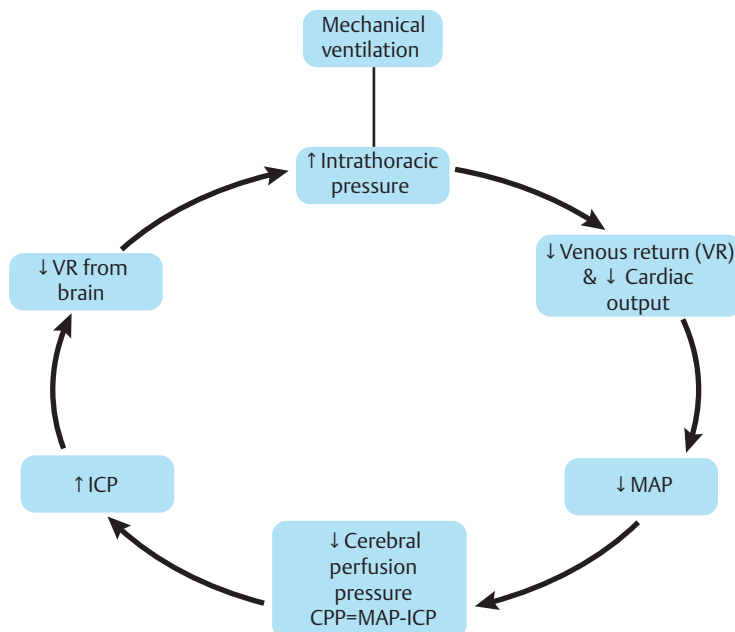 Mechanical
ventilation
↑ Intrathoracic
pressure
↓ Venous return (VR)
& ↓ Cardiac
output
↓ MAP
↓ Cerebral
perfusion
pressure
CPP=MAP-ICP
↑ ICP
↓ VR from
brain